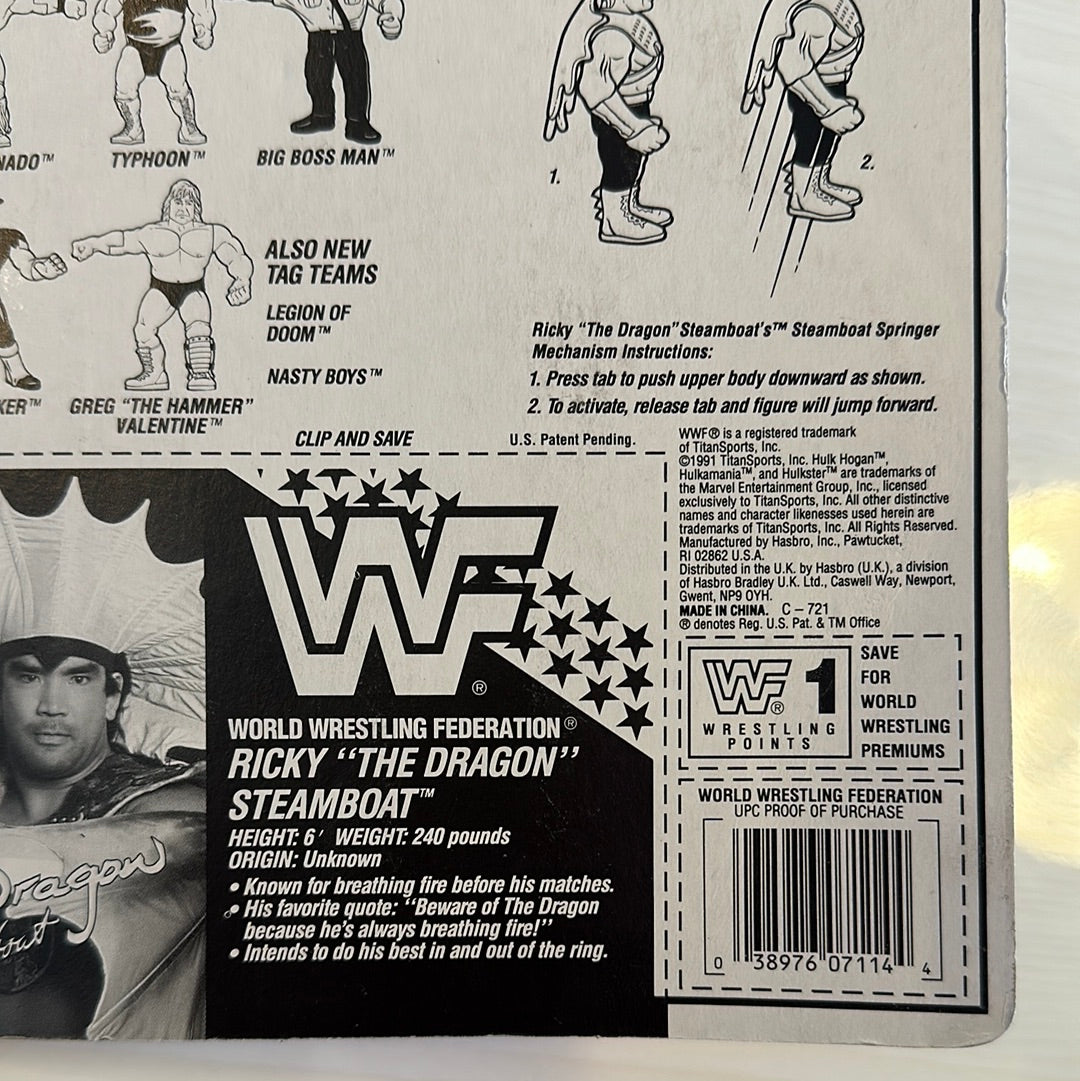 TYPHOON™
BIG BOSS MAN™
1.
2.
ALSO NEW
TAG TEAMS
LEGION OF
DOOM™
NASTY BOYS™
GREG “THE HAMMER”
VALENTINE™
Ricky “The Dragon” Steamboat's™ Steamboat Springer
Mechanism Instructions:
1. Press tab to push upper body downward as shown.
2. To activate, release tab and figure will jump forward.
CLIP AND SAVE
U.S. Patent Pending.
WWF® is a registered trademark
of TitanSports, Inc.
©1991 TitanSports, Inc. Hulk Hogan™,
Hulkamania™, and Hulkster™ are trademarks of
the Marvel Entertainment Group, Inc., licensed
exclusively to TitanSports, Inc. All other distinctive
names and character likenesses used herein are
trademarks of TitanSports, Inc. All Rights Reserved.
Manufactured by Hasbro, Inc., Pawtucket,
RI 02862 U.S.A.
Distributed in the U.K. by Hasbro (U.K.), a division
of Hasbro Bradley U.K. Ltd., Caswell Way, Newport,
Gwent, NP9 0YH.
MADE IN CHINA. C – 721
® denotes Reg. U.S. Pat. & TM Office
WF®
WORLD WRESTLING FEDERATION®
RICKY “THE DRAGON”
STEAMBOAT™
HEIGHT: 6' WEIGHT: 240 pounds
ORIGIN: Unknown
• Known for breathing fire before his matches.
• His favorite quote: “Beware of The Dragon
because he's always breathing fire!”
• Intends to do his best in and out of the ring.
Dragon
WF® 1
WRESTLING
POINTS
SAVE
FOR
WORLD
WRESTLING
PREMIUMS
WORLD WRESTLING FEDERATION
UPC PROOF OF PURCHASE
0 38976 07114 4